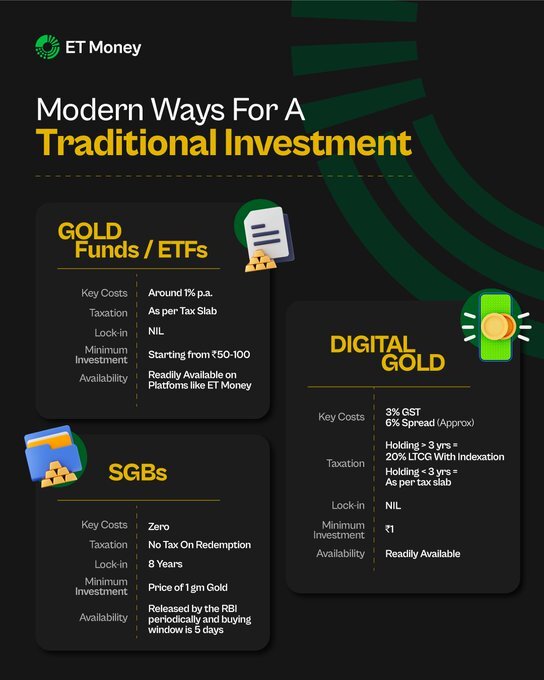 ET Money
Modern Ways For A
Traditional Investment
GOLD
Funds / ETFs
Key Costs Around 1% p.a.
Taxation As per Tax Slab
Lock-in NIL
Minimum
Investment Starting from ₹50-100
Availability Readily Available on
Platfoms like ET Money
DIGITAL
GOLD
Key Costs 3% GST
6% Spread (Approx)
Taxation Holding > 3 yrs =
20% LTCG With Indexation
Holding < 3 yrs =
As per tax slab
Lock-in NIL
Minimum
Investment ₹1
Availability Readily Available
SGBs
Key Costs Zero
Taxation No Tax On Redemption
Lock-in 8 Years
Minimum
Investment Price of 1 gm Gold
Availability Released by the RBI
periodically and buying
window is 5 days